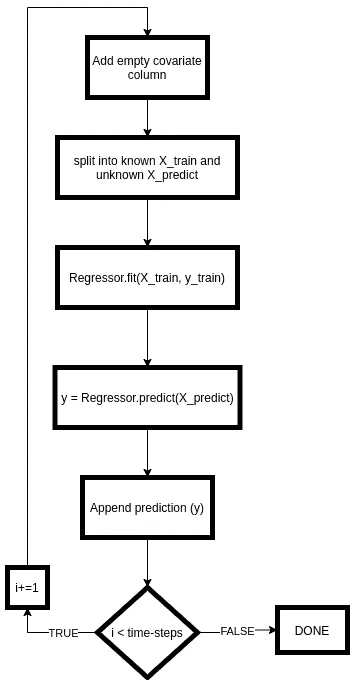 Add empty covariate
column
split into known X_train and
unknown X_predict
Regressor.fit(X_train, y_train)
y = Regressor.predict(X_predict)
Append prediction (y)
i+=1
i < time-steps
TRUE
FALSE
DONE